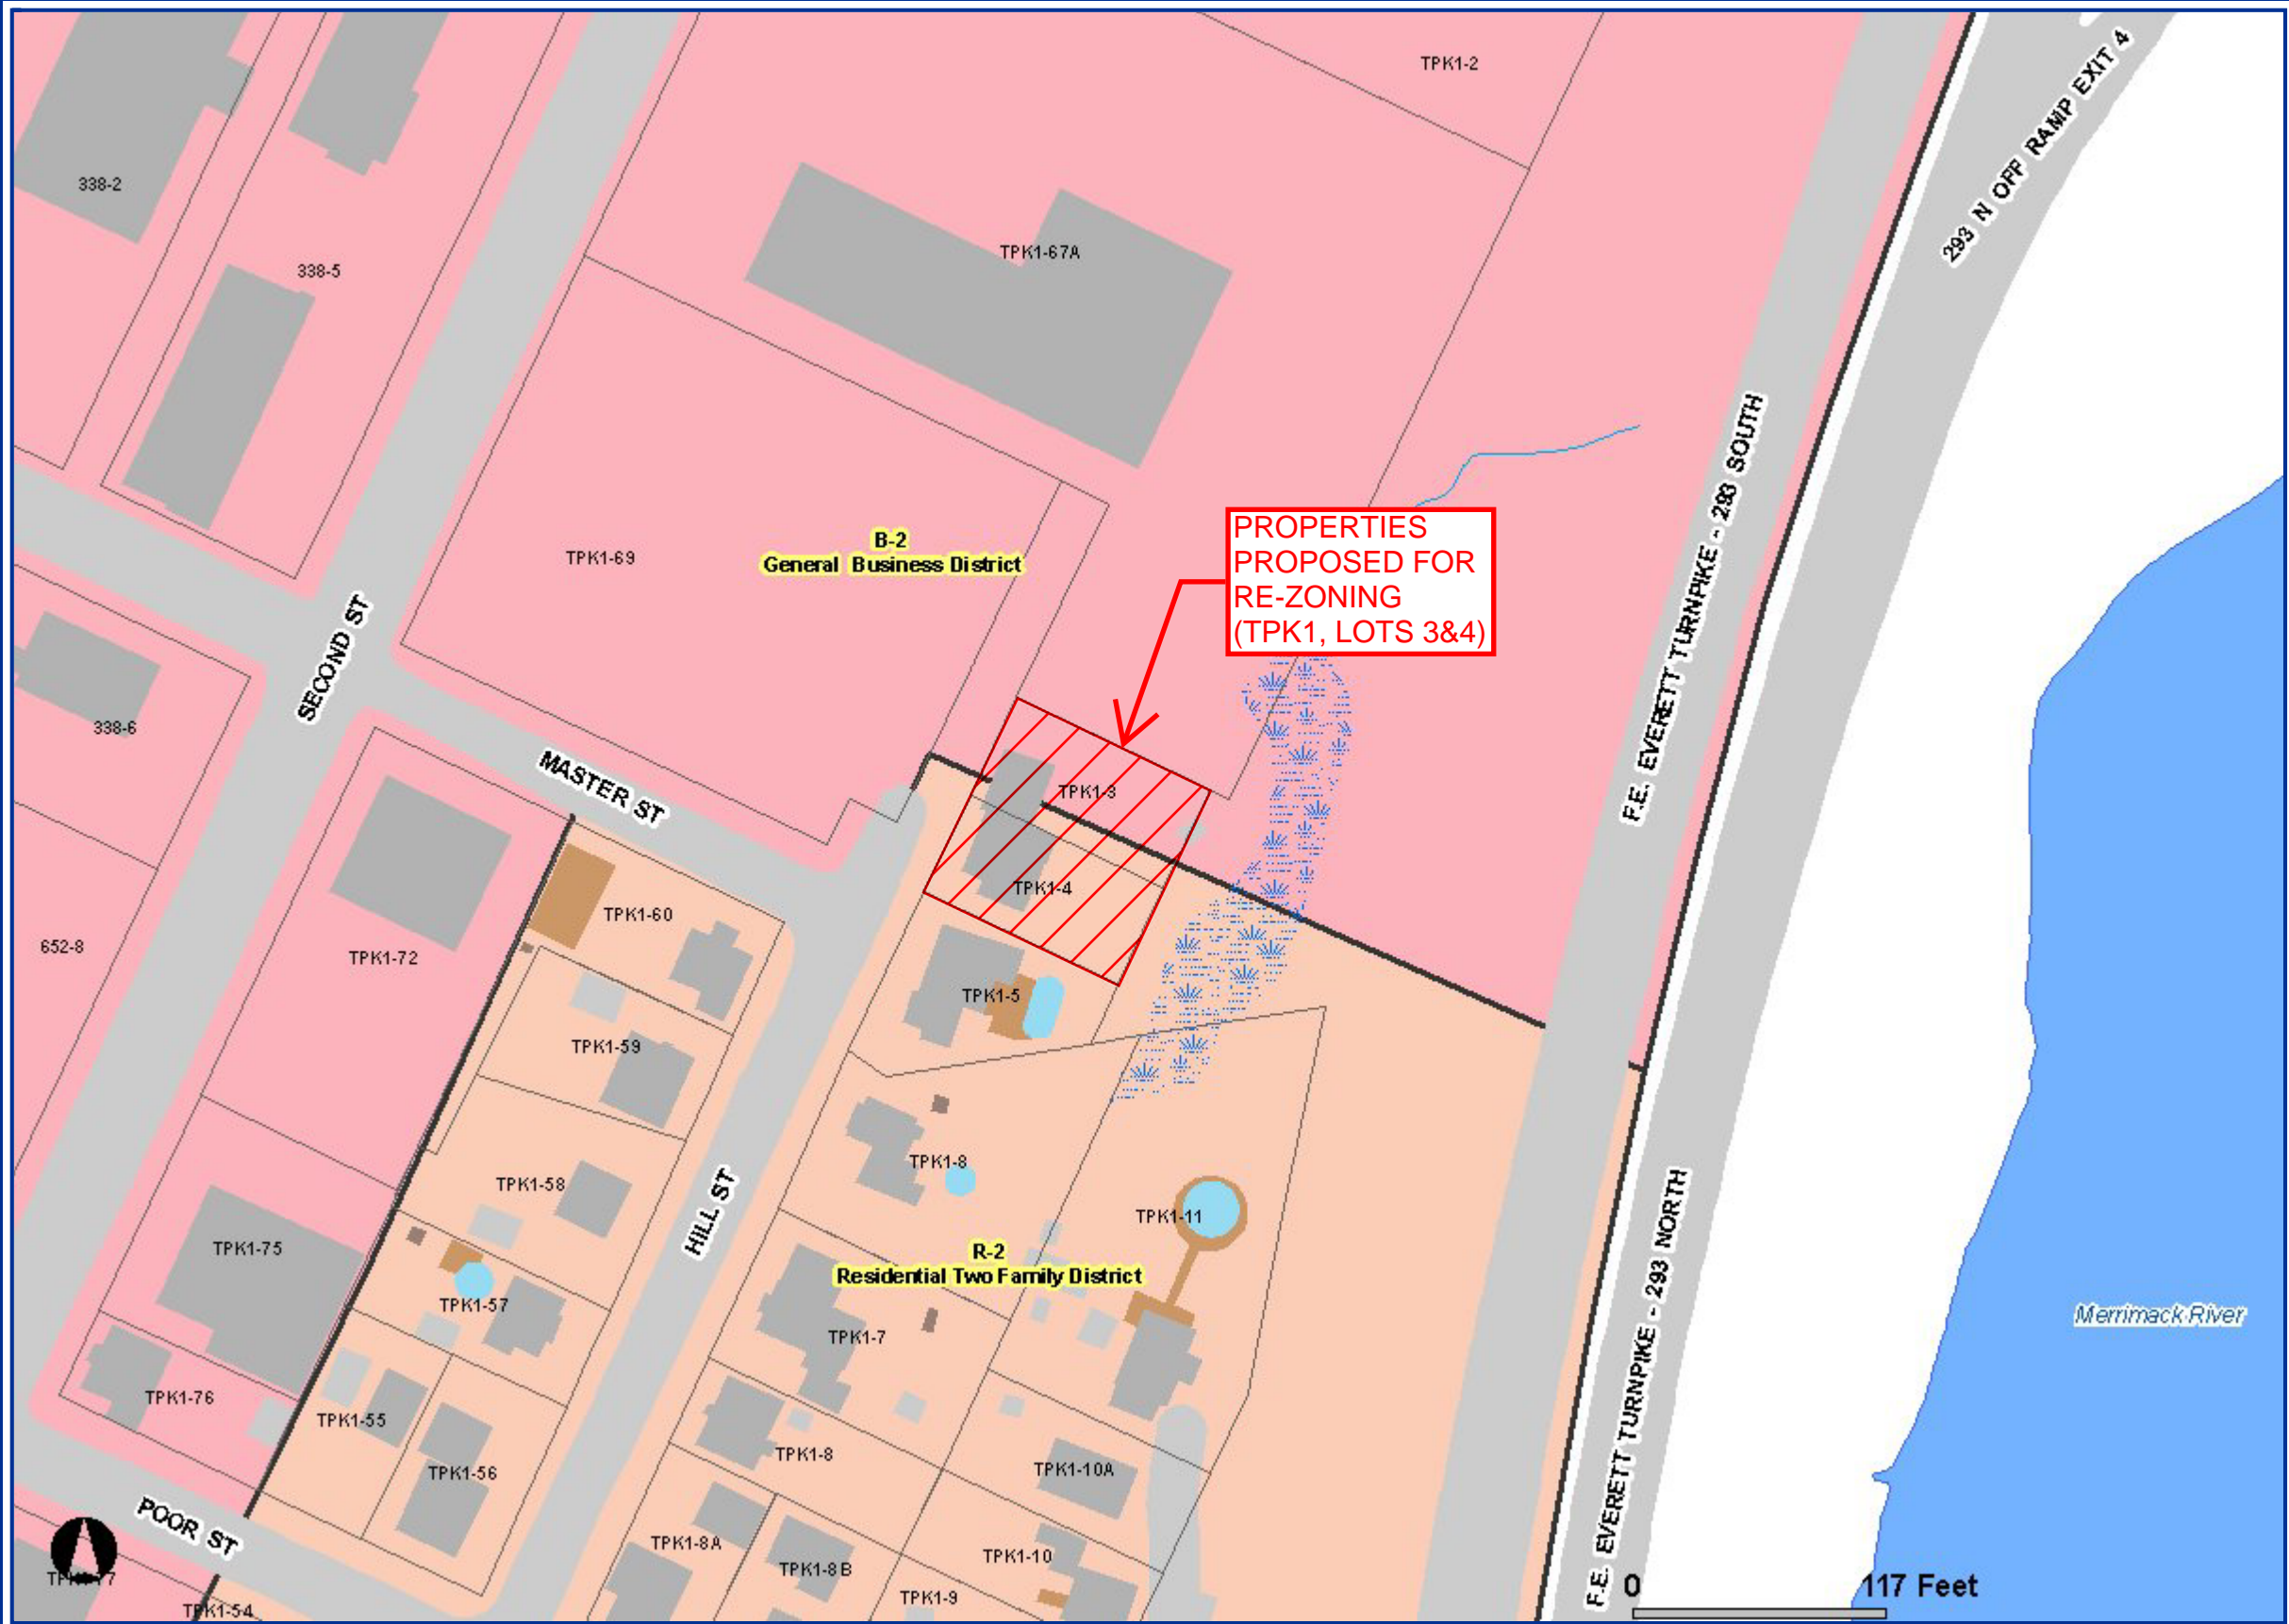 TPK1-2
293 N OFF RAMP EXIT 4
338-2
TPK1-67A
338-5
F.E. EVERETT TURNPIKE - 293 SOUTH
PROPERTIES
PROPOSED FOR
RE-ZONING
(TPK1, LOTS 3&4)
B-2
General Business District
TPK1-69
SECOND ST
338-6
MASTER ST
TPK1-3
TPK1-4
TPK1-60
652-8
TPK1-72
TPK1-5
TPK1-59
TPK1-8
TPK1-58
HILL ST
TPK1-11
TPK1-75
R-2
Residential Two Family District
TPK1-57
Merrimack River
TPK1-7
F.E. EVERETT TURNPIKE - 293 NORTH
TPK1-76
TPK1-55
TPK1-8
TPK1-56
TPK1-10A
POOR ST
TPK1-8A
TPK1-10
TPK1-8B
TPK1-9
0
117 Feet
TPK1-54